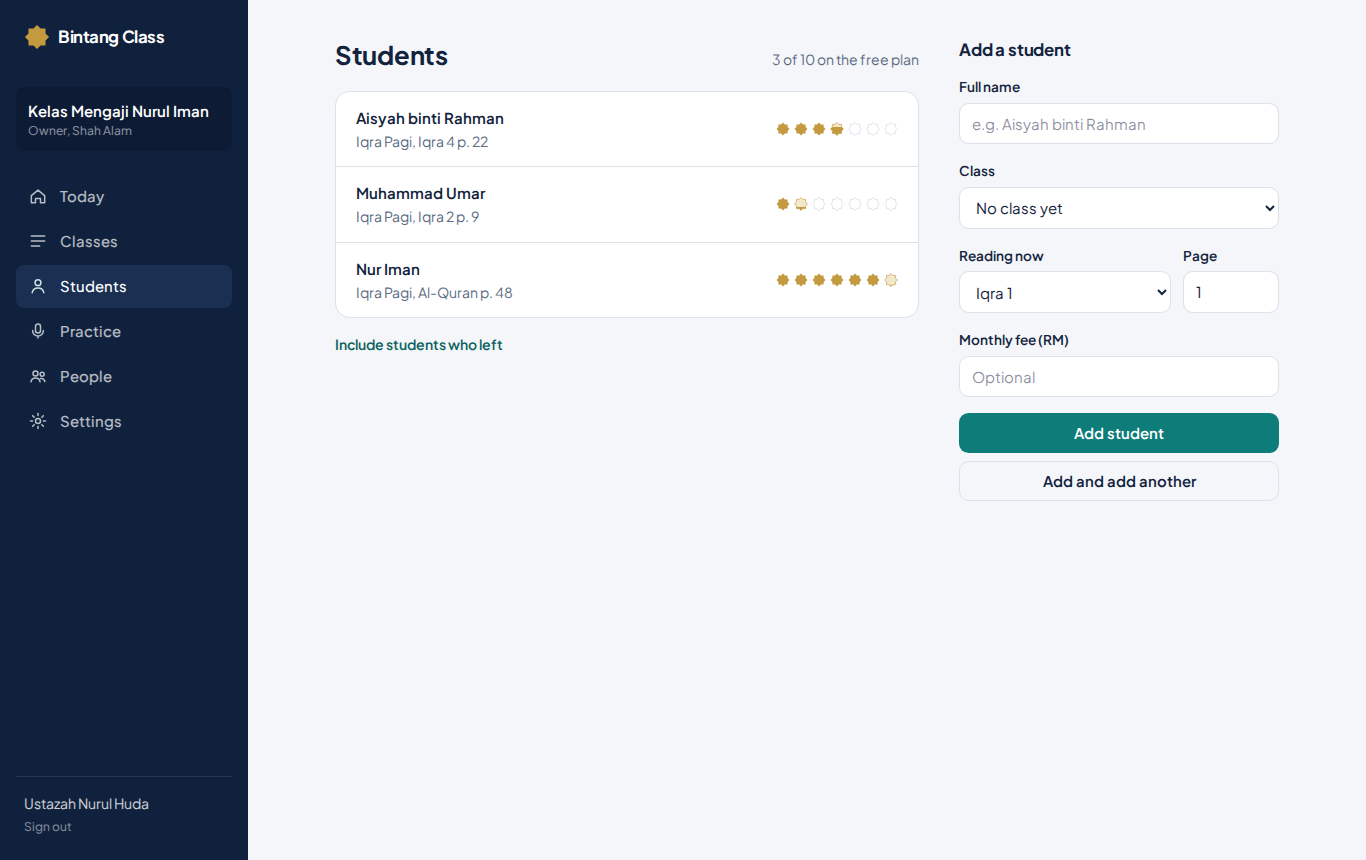 Bintang Class
Kelas Mengaji Nurul Iman
Owner, Shah Alam
Today
Classes
Students
Practice
People
Settings
Ustazah Nurul Huda
Sign out
Students
3 of 10 on the free plan
Aisyah binti Rahman
Iqra Pagi, Iqra 4 p. 22
Muhammad Umar
Iqra Pagi, Iqra 2 p. 9
Nur Iman
Iqra Pagi, Al-Quran p. 48
Include students who left
Add a student
Full name
e.g. Aisyah binti Rahman
Class
No class yet
Reading now Page
Iqra 1 1
Monthly fee (RM)
Optional
Add student
Add and add another